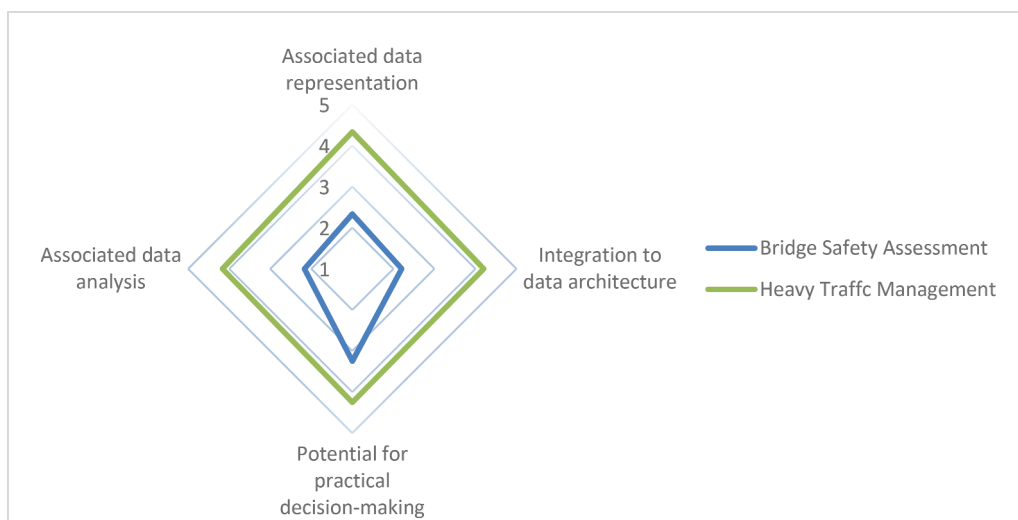 Associated data
representation
5
4
3
2
1
Associated data
analysis
Integration to
data architecture
Potential for
practical
decision-making
Bridge Safety Assessment
Heavy Traffc Management